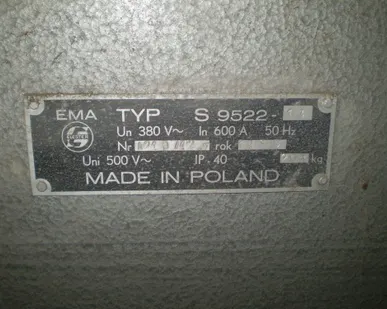 EMA TYP S 9522-11
Un 380 V~ In 600 A 50 Hz
Nr rok
Uni 500 V~ IP. 40 kg
MADE IN POLAND